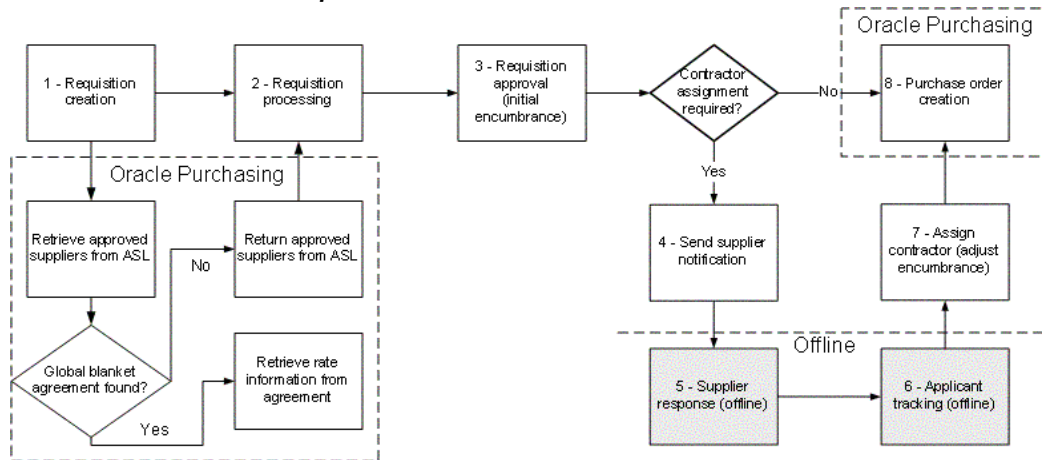 Oracle Purchasing
1 - Requisition
creation
2 - Requisition
processing
3 - Requisition
approval
(initial
encumbrance)
Contractor
assignment
required?
No
8 - Purchase order
creation
Yes
Oracle Purchasing
Retrieve approved
suppliers from ASL
No
Return approved
suppliers from ASL
4 - Send supplier
notification
7 - Assign
contractor (adjust
encumbrance)
Global blanket
agreement found?
Yes
Retrieve rate
information from
agreement
Offline
5 - Supplier
response (offline)
6 - Applicant
tracking (offline)